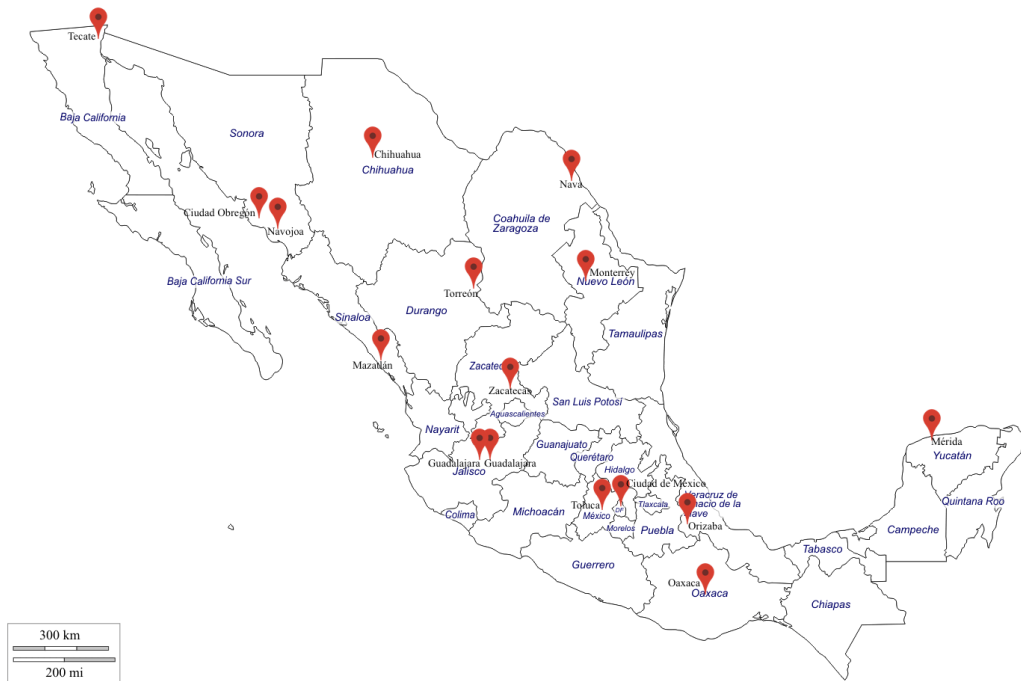 Tecate
Baja California
Sonora
Chihuahua
Chihuahua
Nava
Ciudad Obregón
Navojoa
Coahuila de
Zaragoza
Monterrey
Nuevo León
Baja California Sur
Torreón
Durango
Sinaloa
Tamaulipas
Mazatlán
Zacatecas
San Luis Potosí
Aguascalientes
Nayarit
Guanajuato
Querétaro
Hidalgo
Guadalajara
Guadalajara
Jalisco
Mérida
Yucatán
Ciudad de México
Toluca
México
DF
Tlaxcala
Veracruz de
Colima
Michoacán
Morelos
Puebla
Orizaba
Quintana Roo
Campeche
Tabasco
Guerrero
Oaxaca
Oaxaca
Chiapas
300 km
200 mi